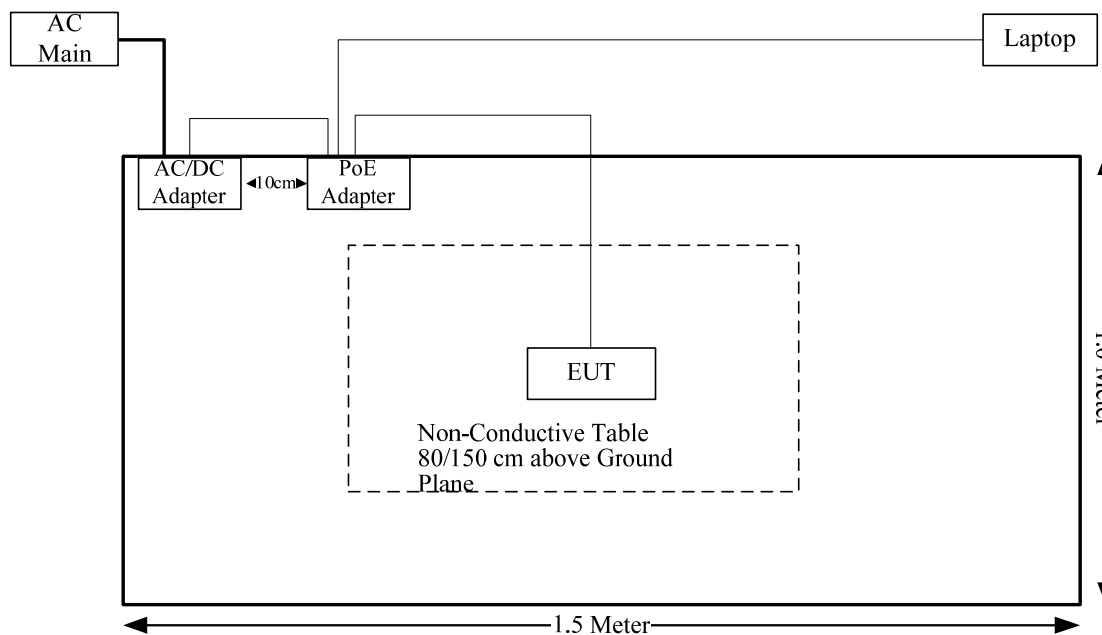 AC
Main
Laptop
AC/DC
Adapter
10cm
PoE
Adapter
EUT
Non-Conductive Table
80/150 cm above Ground
Plane
Meter
1.5 Meter